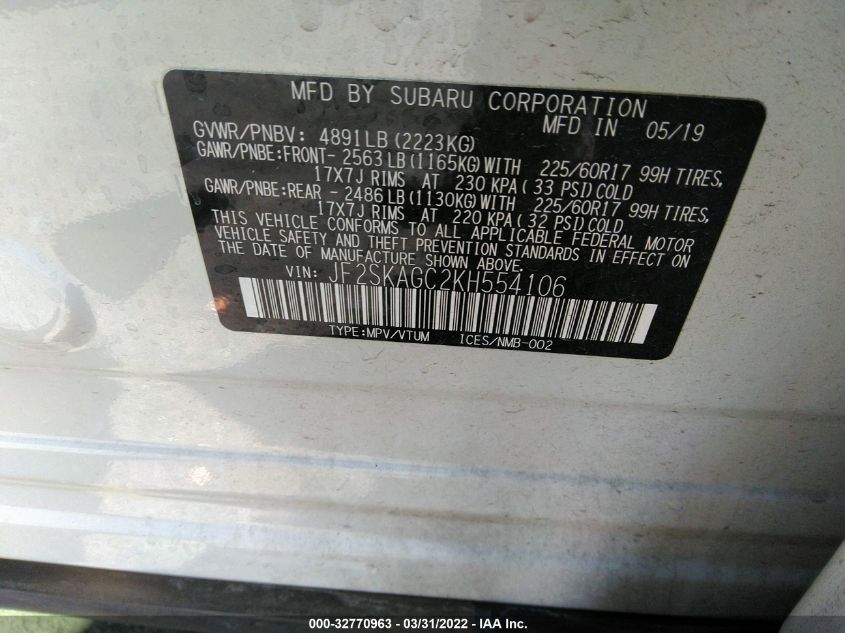 MFD BY SUBARU CORPORATION
GVWR/PNBV: 4891LB (2223KG) MFD IN 05/19
GAWR/PNBE:FRONT- 2563 LB (1165KG) WITH 225/60R17 99H TIRES,
17X7J RIMS AT 230 KPA ( 33 PSI) COLD
GAWR/PNBE:REAR - 2486 LB (1130KG) WITH 225/60R17 99H TIRES,
17X7J RIMS AT 220 KPA ( 32 PSI) COLD
THIS VEHICLE CONFORMS TO ALL APPLICABLE FEDERAL MOTOR
VEHICLE SAFETY AND THEFT PREVENTION STANDARDS IN EFFECT ON
THE DATE OF MANUFACTURE SHOWN ABOVE.
VIN: JF2SKAGC2KH554106
TYPE:MPV/VTUM ICES/NMB-002
000-32770963 - 03/31/2022 - IAA Inc.